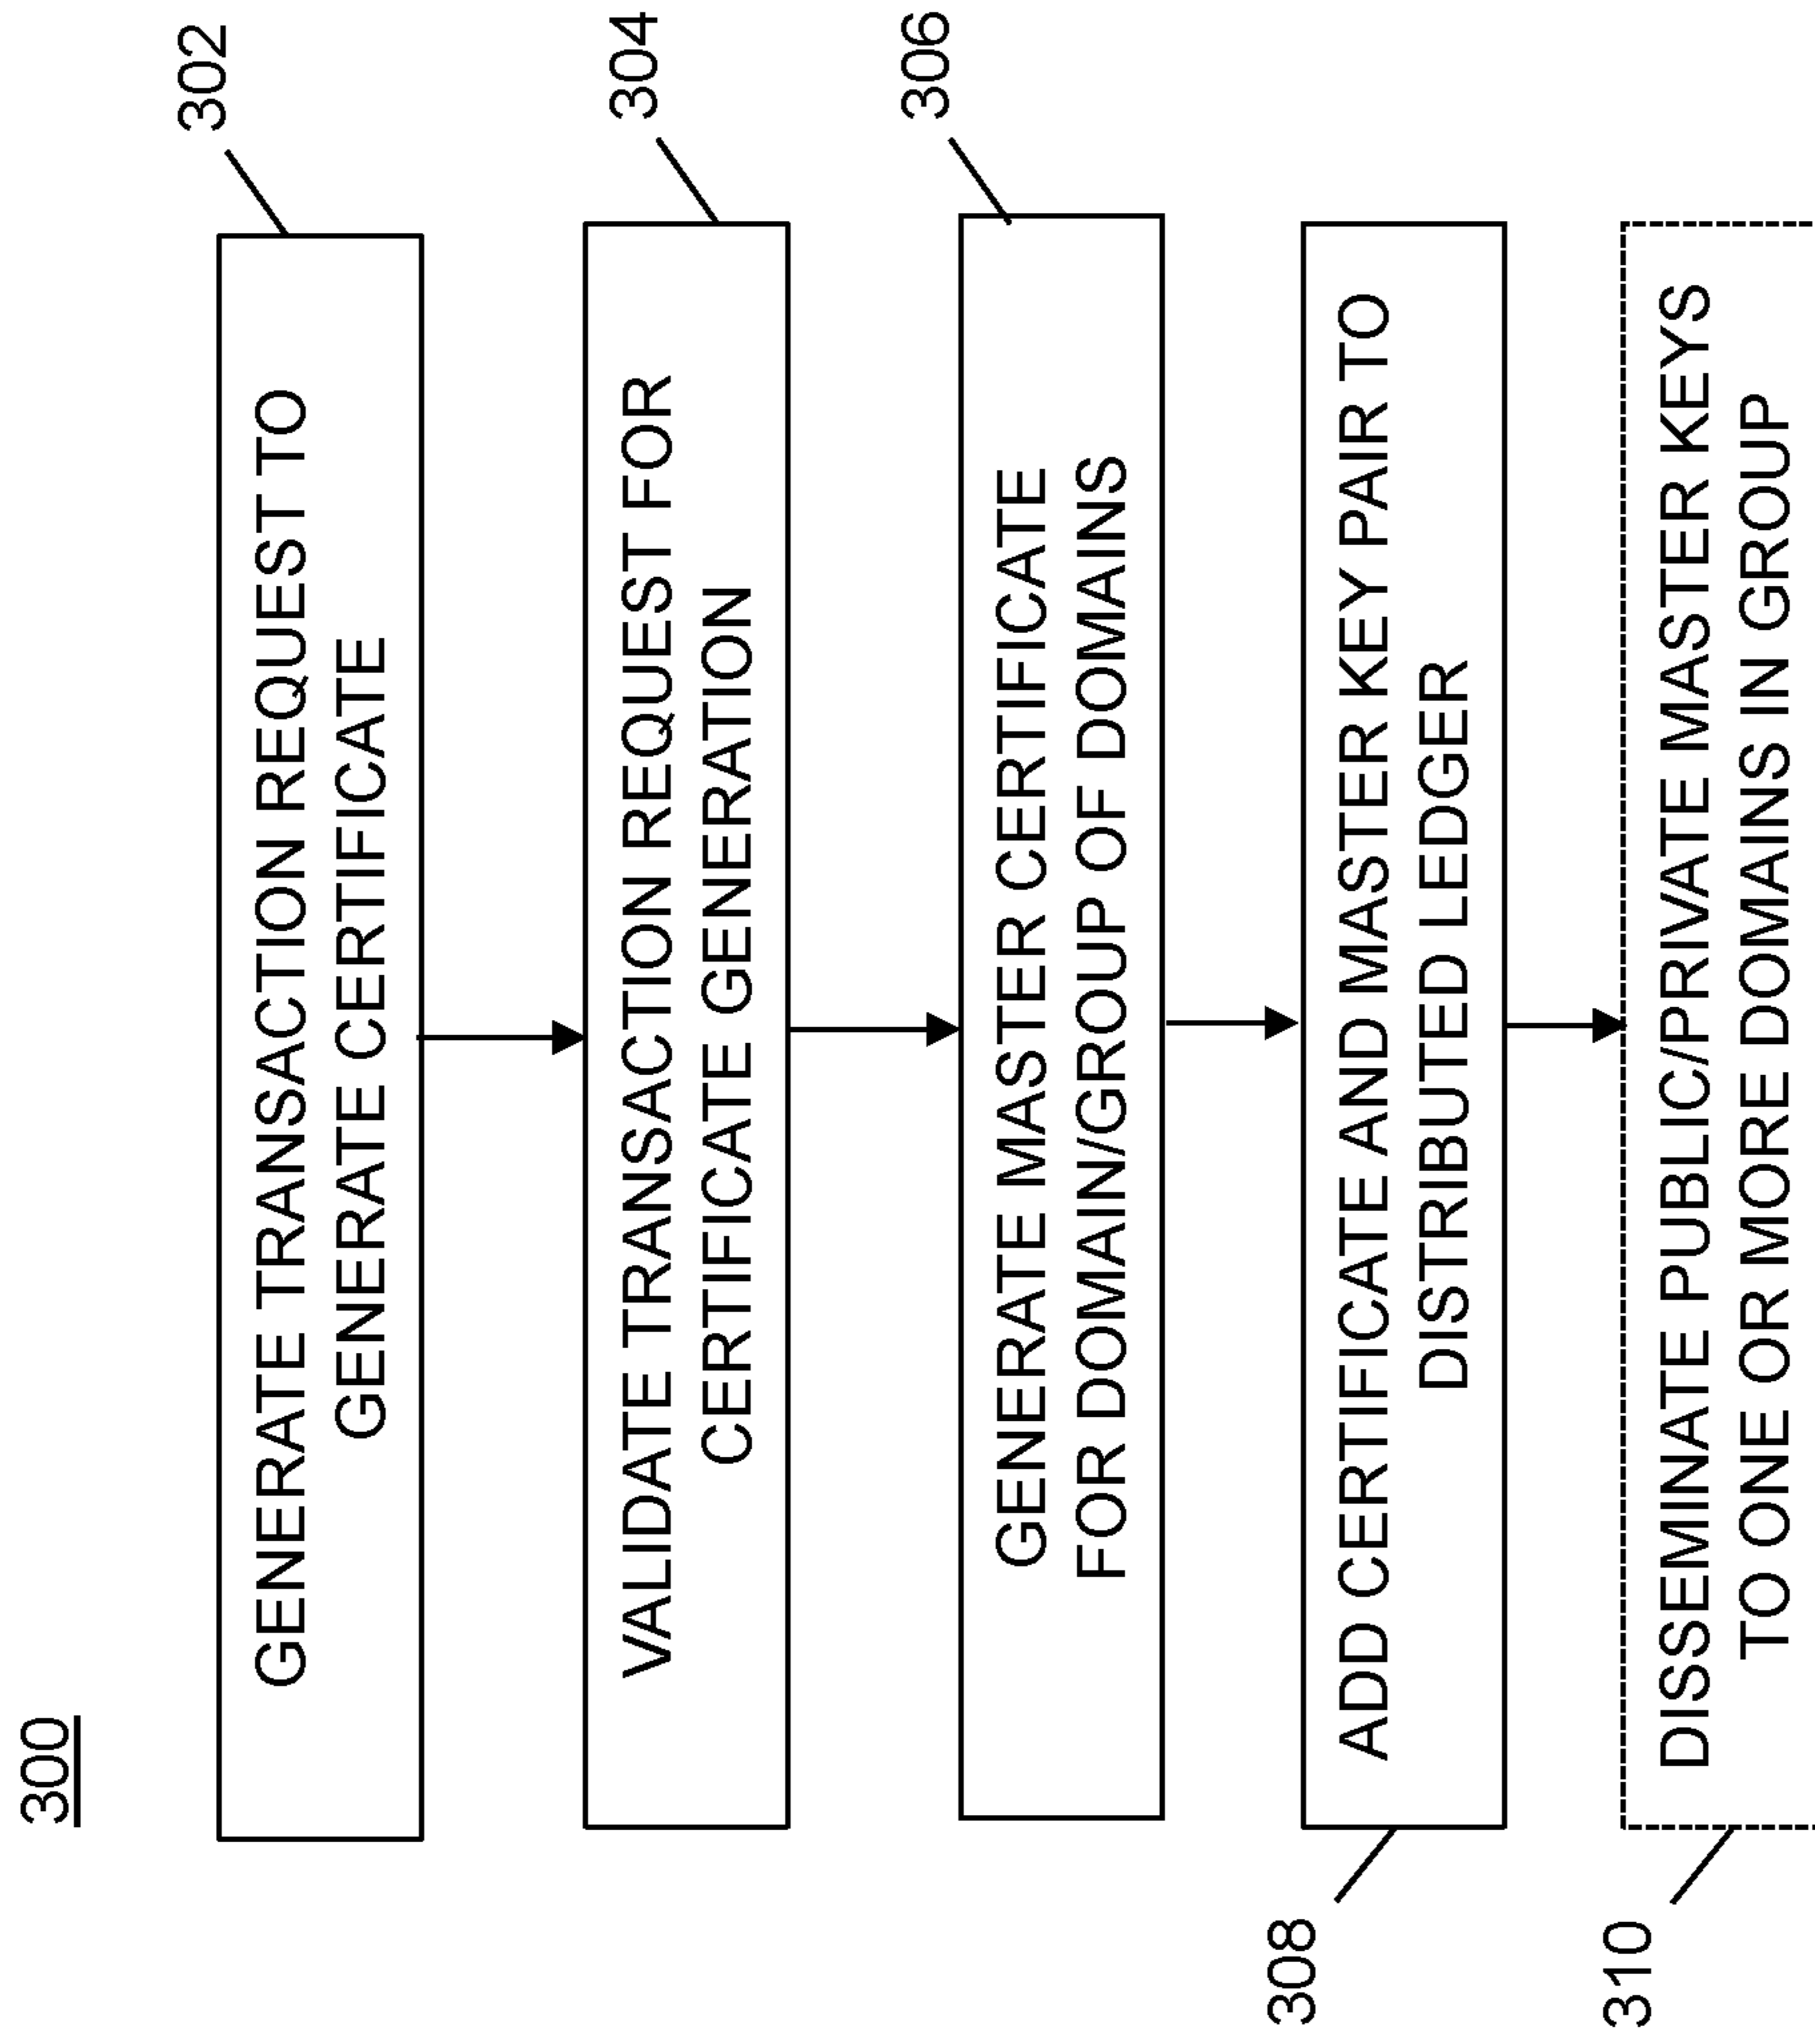 300
302
GENERATE TRANSACTION REQUEST TO
GENERATE CERTIFICATE
304
VALIDATE TRANSACTION REQUEST FOR
CERTIFICATE GENERATION
306
GENERATE MASTER CERTIFICATE
FOR DOMAIN/GROUP OF DOMAINS
308
ADD CERTIFICATE AND MASTER KEY PAIR TO
DISTRIBUTED LEDGER
310
DISSEMINATE PUBLIC/PRIVATE MASTER KEYS
TO ONE OR MORE DOMAINS IN GROUP